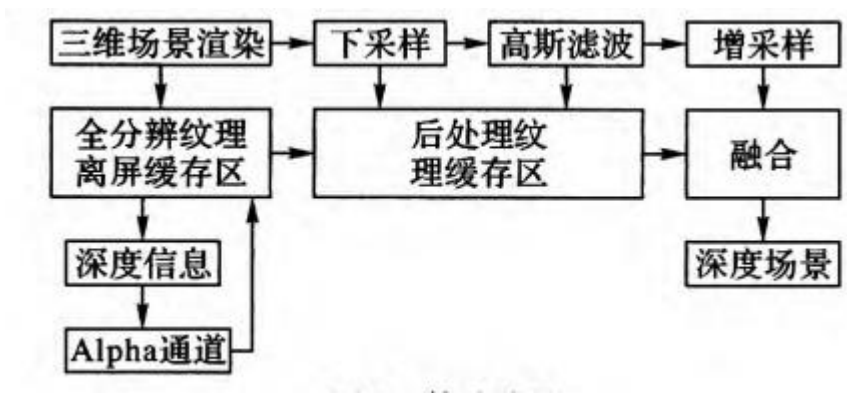 三维场景渲染
下采样
高斯滤波
增采样
全分辨纹理
离屏缓存区
后处理纹
理缓存区
融合
深度信息
深度场景
Alpha通道